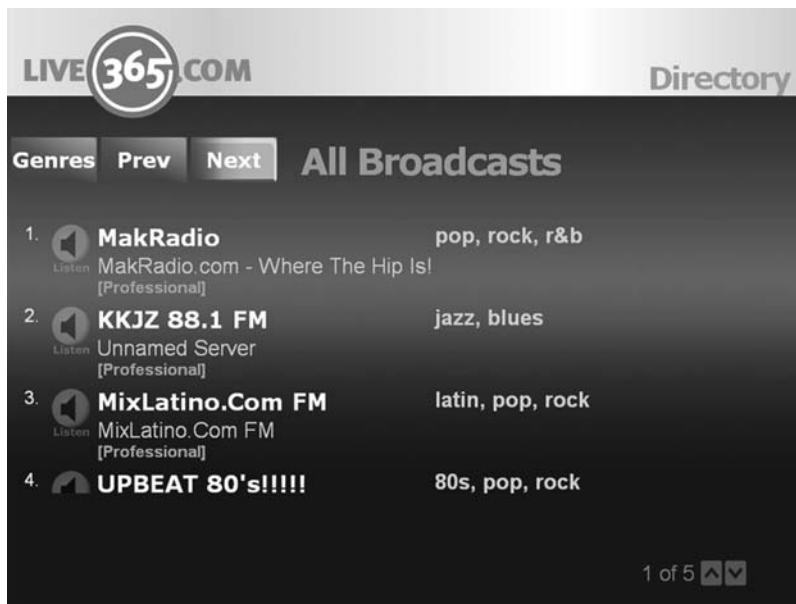 LIVE365.COM
Directory
Genres Prev Next All Broadcasts
1. MakRadio pop, rock, r&b
Listen MakRadio.com - Where The Hip Is!
[Professional]
2. KKJZ 88.1 FM jazz, blues
Listen Unnamed Server
[Professional]
3. MixLatino.Com FM latin, pop, rock
Listen MixLatino.Com FM
[Professional]
4. UPBEAT 80's!!!!! 80s, pop, rock
1 of 5